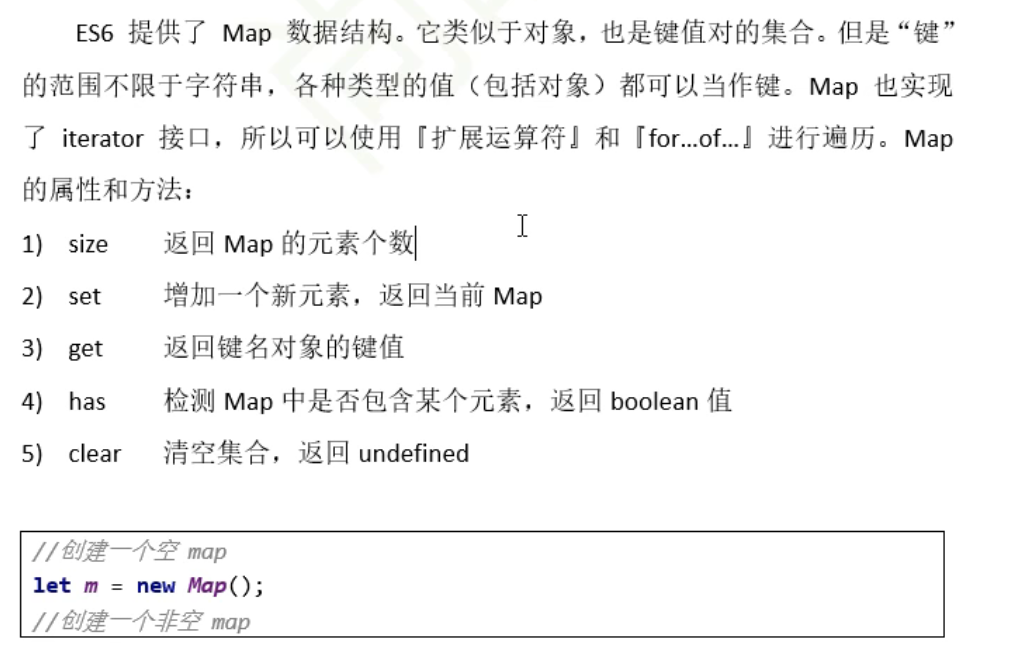 ES6 提供了 Map 数据结构。它类似于对象，也是键值对的集合。但是“键”
的范围不限于字符串，各种类型的值（包括对象）都可以当作键。Map 也实现
了 iterator 接口，所以可以使用『扩展运算符』和『for…of…』进行遍历。Map
的属性和方法：
1) size 返回 Map 的元素个数
2) set 增加一个新元素，返回当前 Map
3) get 返回键名对象的键值
4) has 检测 Map 中是否包含某个元素，返回 boolean 值
5) clear 清空集合，返回 undefined
//创建一个空 map
let m = new Map();
//创建一个非空 map